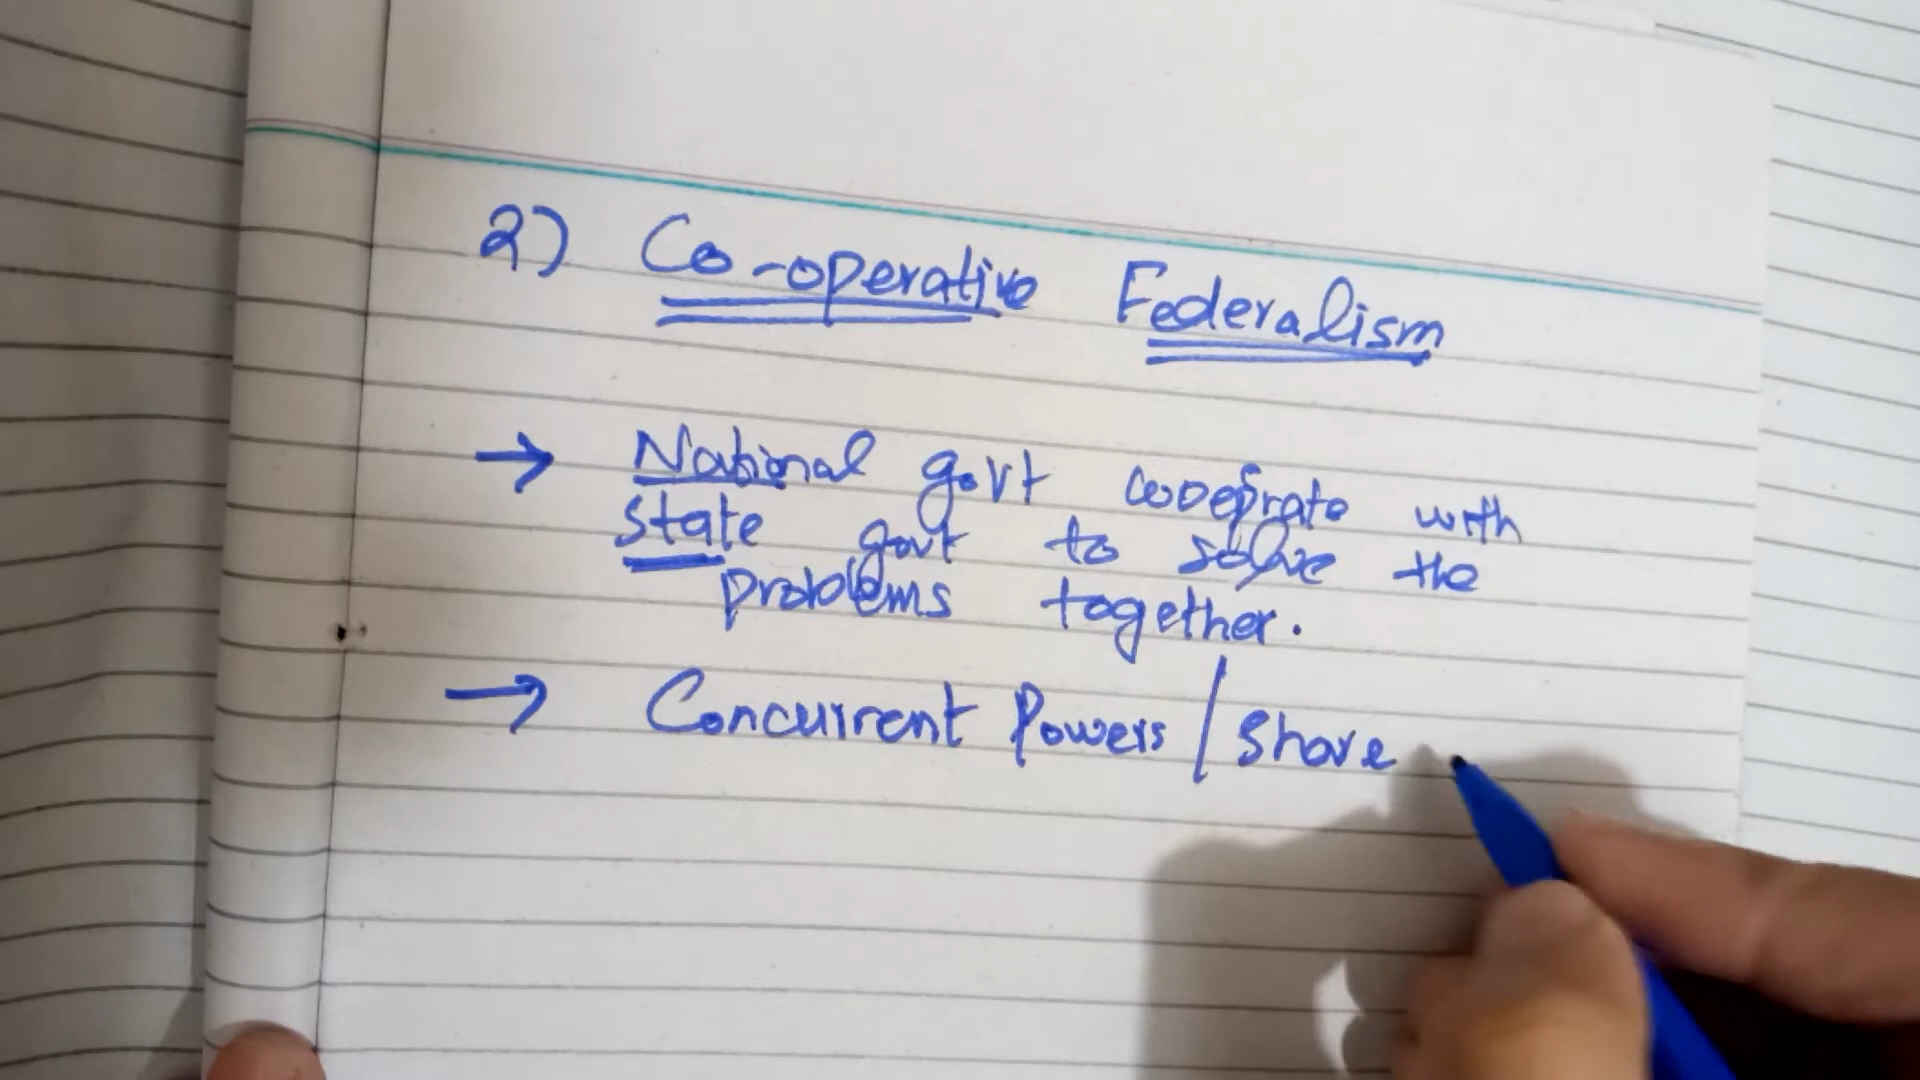 2) Co-operative Federalism
→ National govt cooperate with
state govt to solve the
problems together.
→ Concurrent Powers / Share